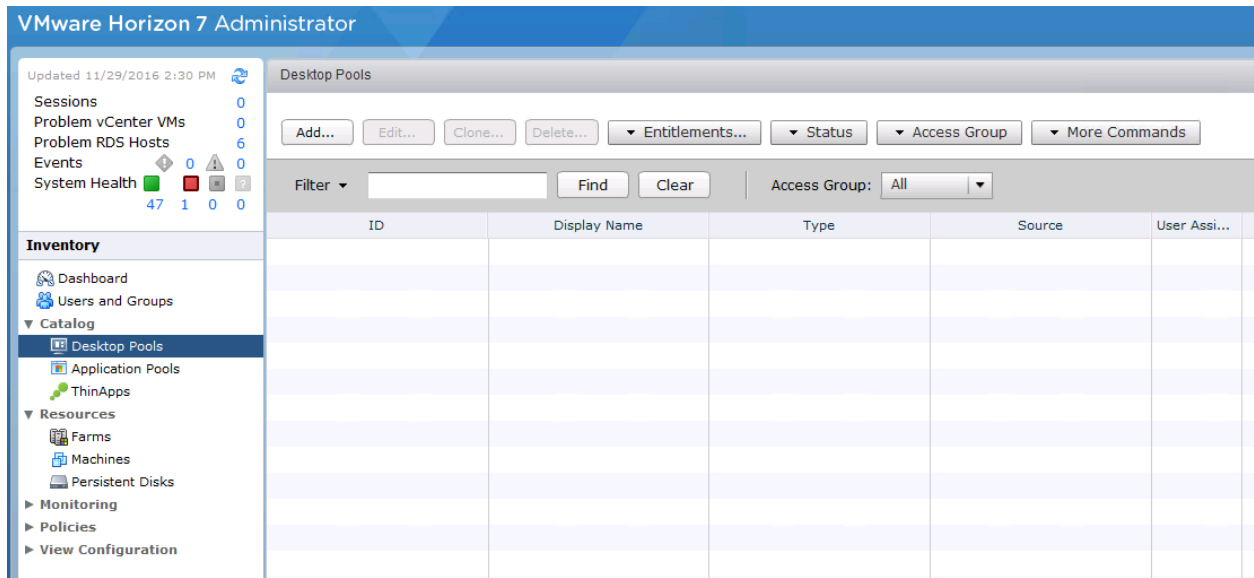 VMware Horizon 7 Administrator
Updated 11/29/2016 2:30 PM
Sessions 0
Problem vCenter VMs 0
Problem RDS Hosts 6
Events 0 0
System Health
47 1 0 0
Inventory
Dashboard
Users and Groups
Catalog
Desktop Pools
Application Pools
ThinApps
Resources
Farms
Machines
Persistent Disks
Monitoring
Policies
View Configuration
Desktop Pools
Add... Edit... Clone... Delete... Entitlements... Status Access Group More Commands
Filter Find Clear Access Group: All
ID Display Name Type Source User Assi...